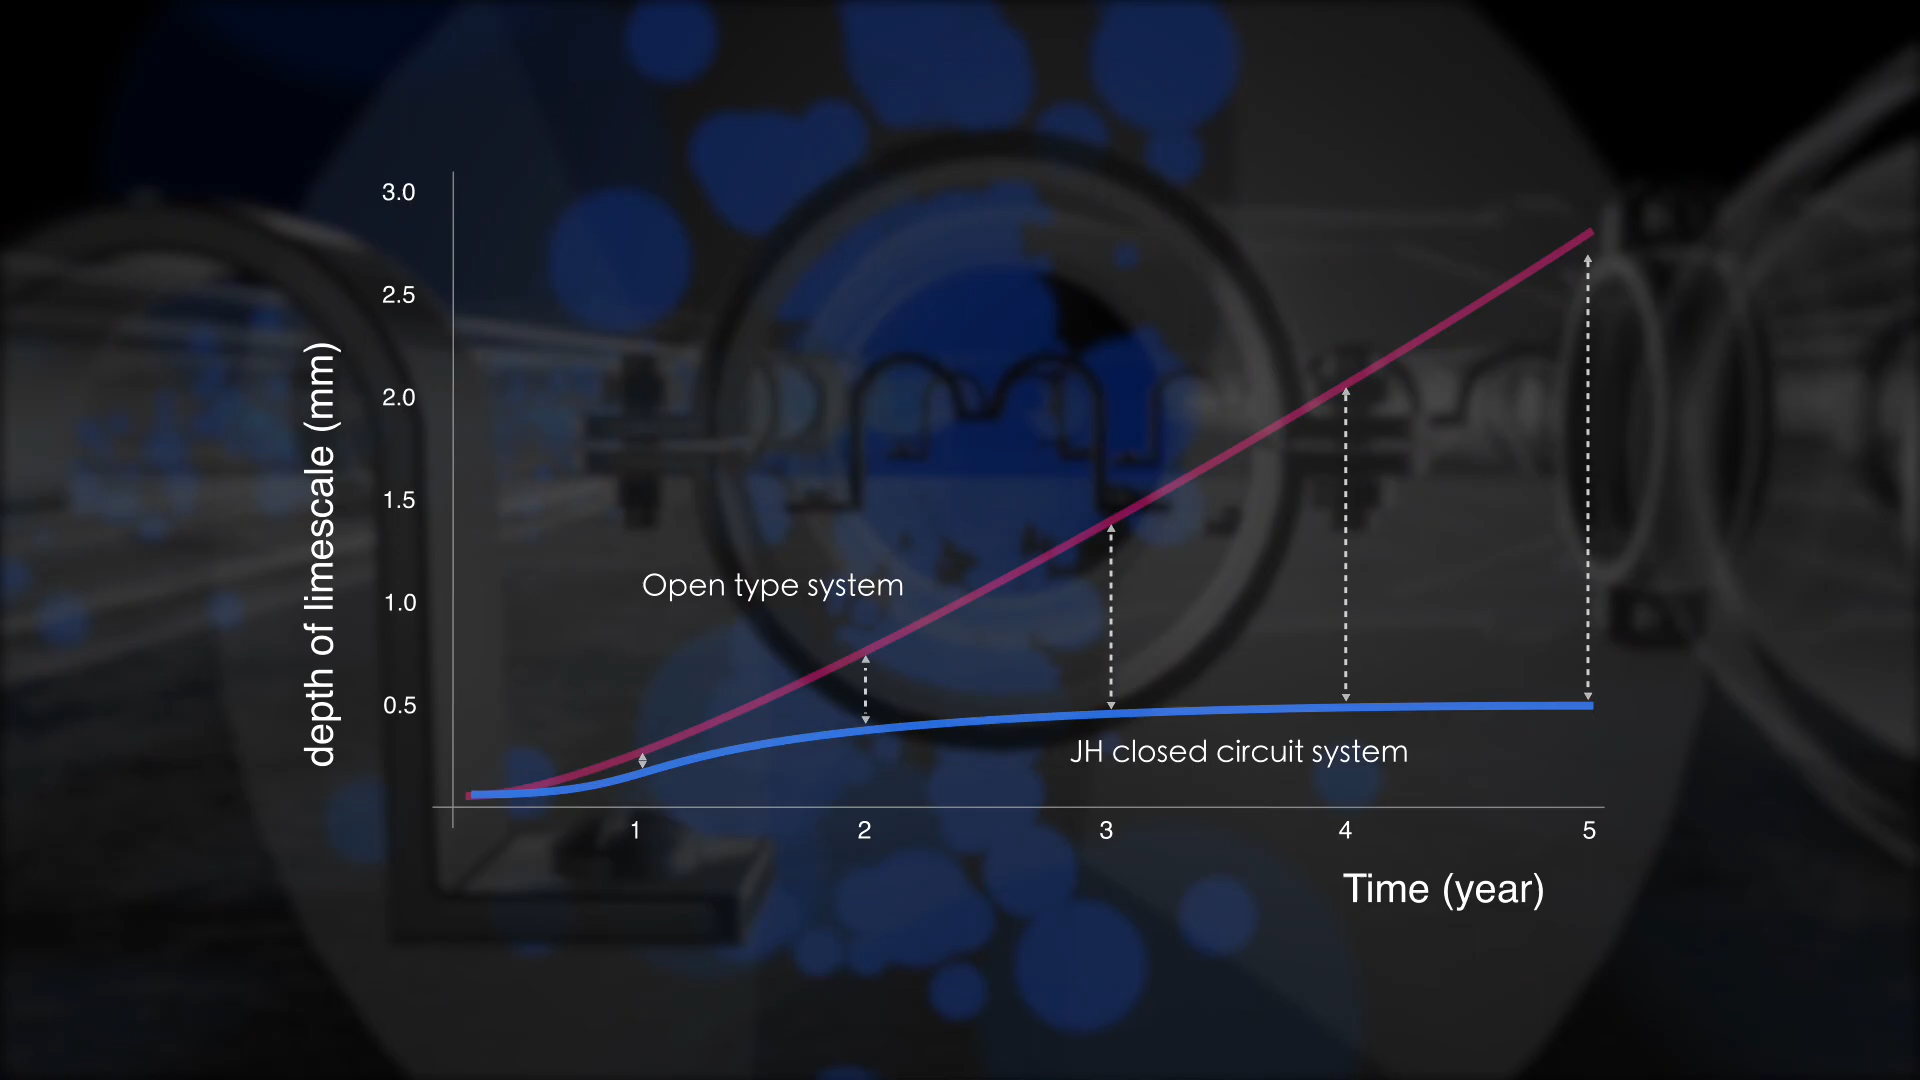 3.0
2.5
2.0
1.5
1.0
0.5
depth of limescale (mm)
Open type system
JH closed circuit system
1 2 3 4 5
Time (year)